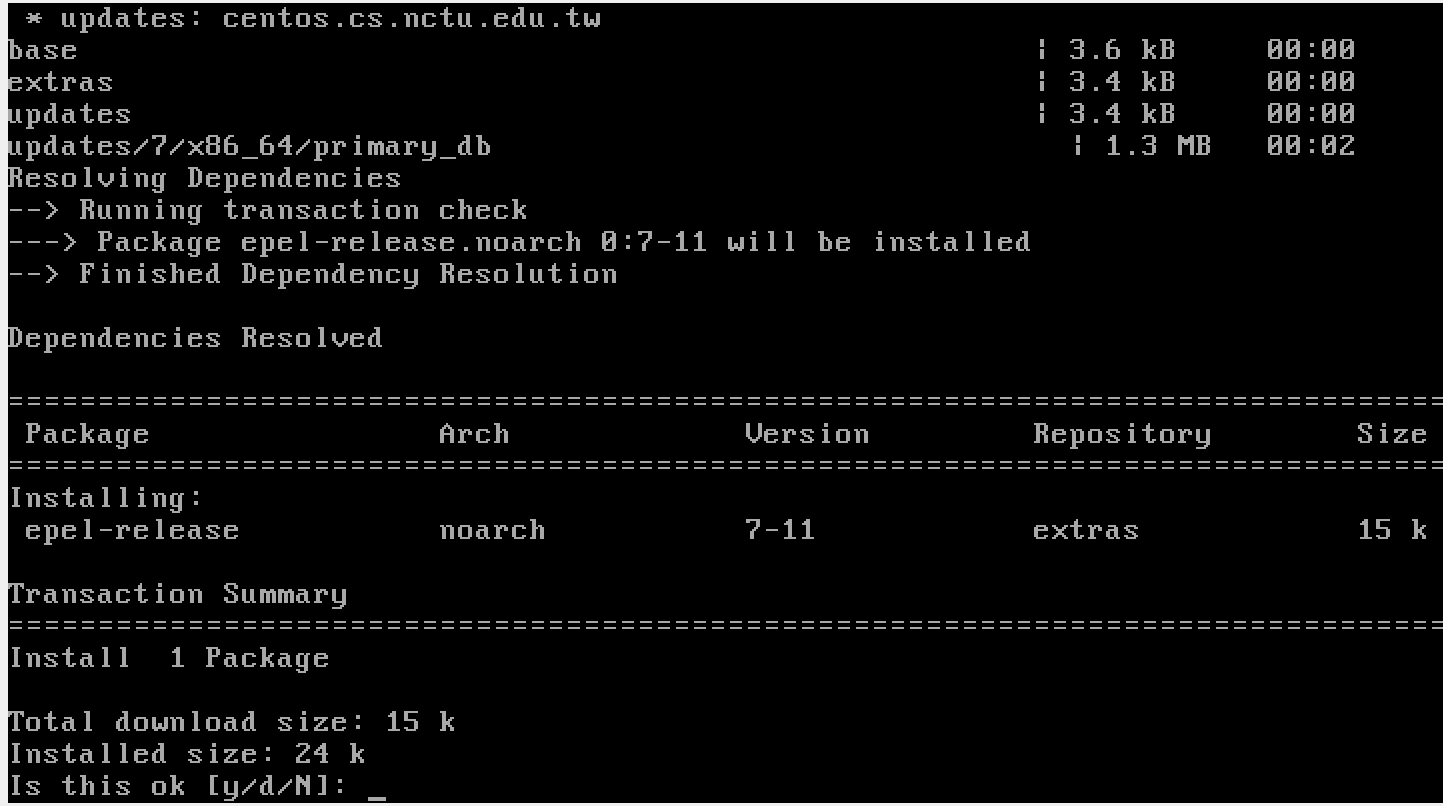 * updates: centos.cs.nctu.edu.tw
base | 3.6 kB 00:00
extras | 3.4 kB 00:00
updates | 3.4 kB 00:00
updates/7/x86_64/primary_db | 1.3 MB 00:02
Resolving Dependencies
--> Running transaction check
---> Package epel-release.noarch 0:7-11 will be installed
--> Finished Dependency Resolution
Dependencies Resolved
================================================================================
Package Arch Version Repository Size
================================================================================
Installing:
epel-release noarch 7-11 extras 15 k
Transaction Summary
================================================================================
Install 1 Package
Total download size: 15 k
Installed size: 24 k
Is this ok [y/d/N]: _